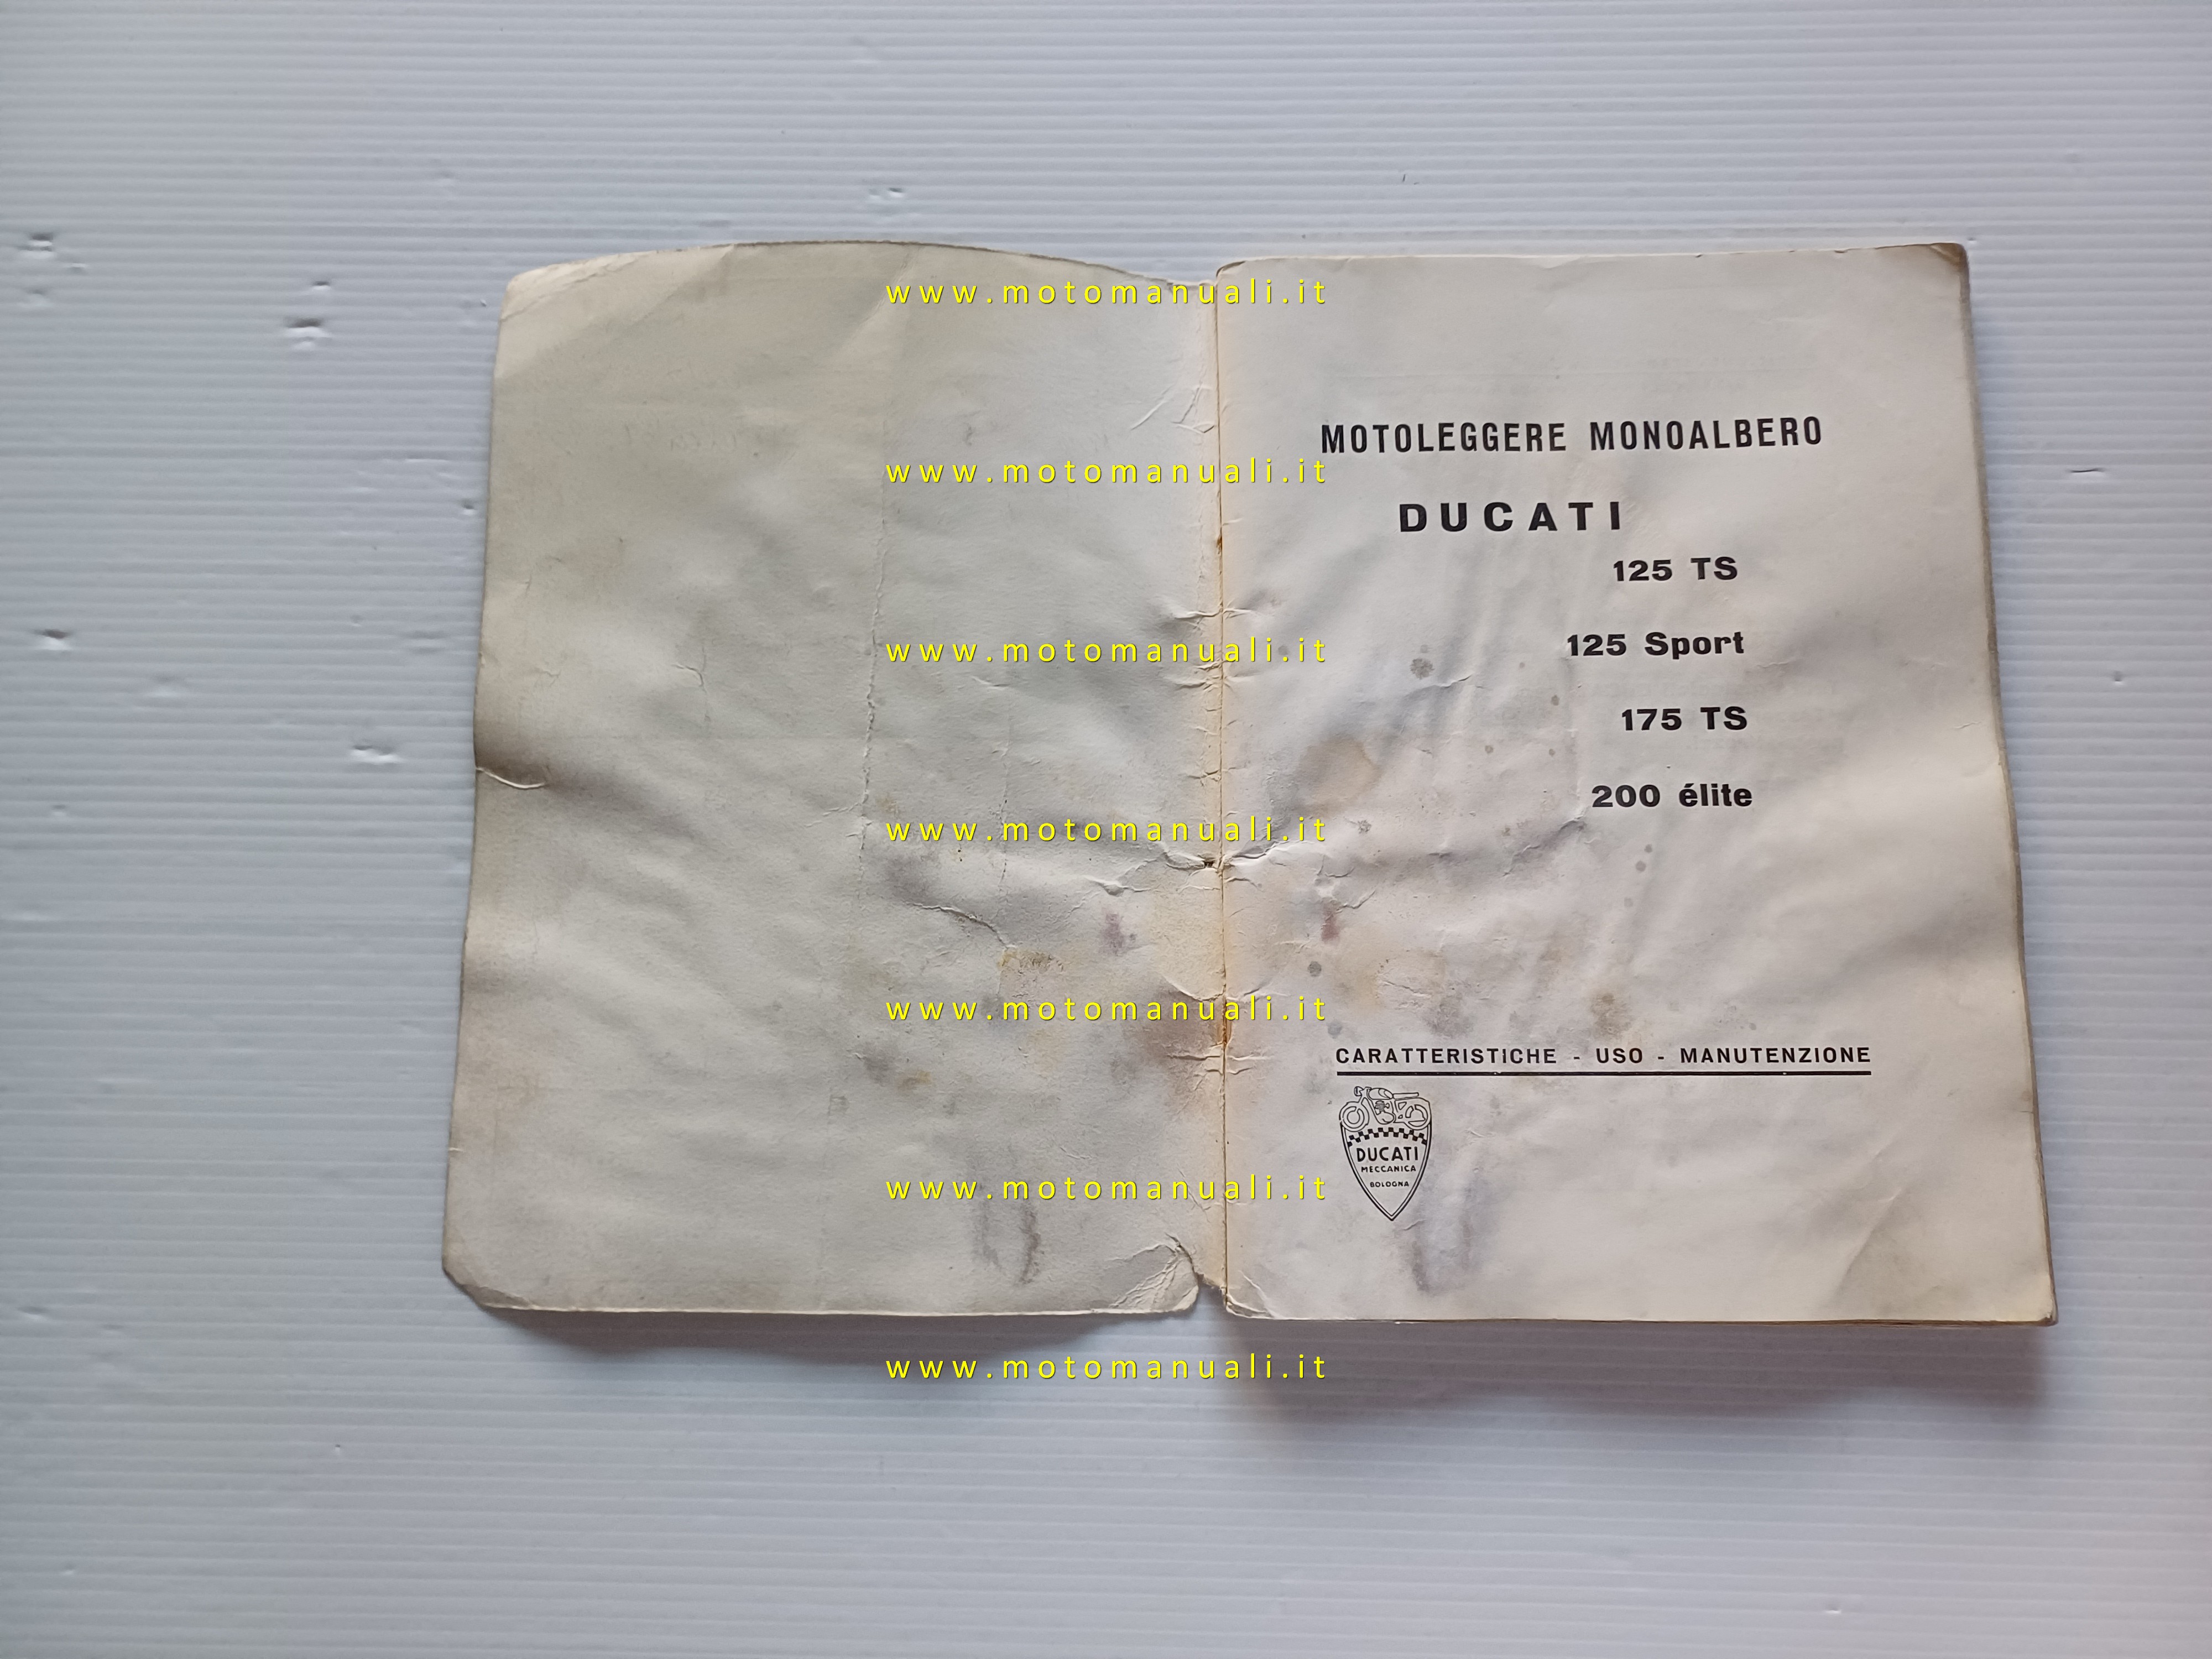 www.motomanuali.it
MOTOLEGGERE MONOALBERO
www.motomanuali.it
DUCATI
125 TS
125 Sport
www.motomanuali.it
175 TS
200 élite
www.motomanuali.it
www.motomanuali.it
CARATTERISTICHE - USO - MANUTENZIONE
DUCATI
MECCANICA
BOLOGNA
www.motomanuali.it
www.motomanuali.it